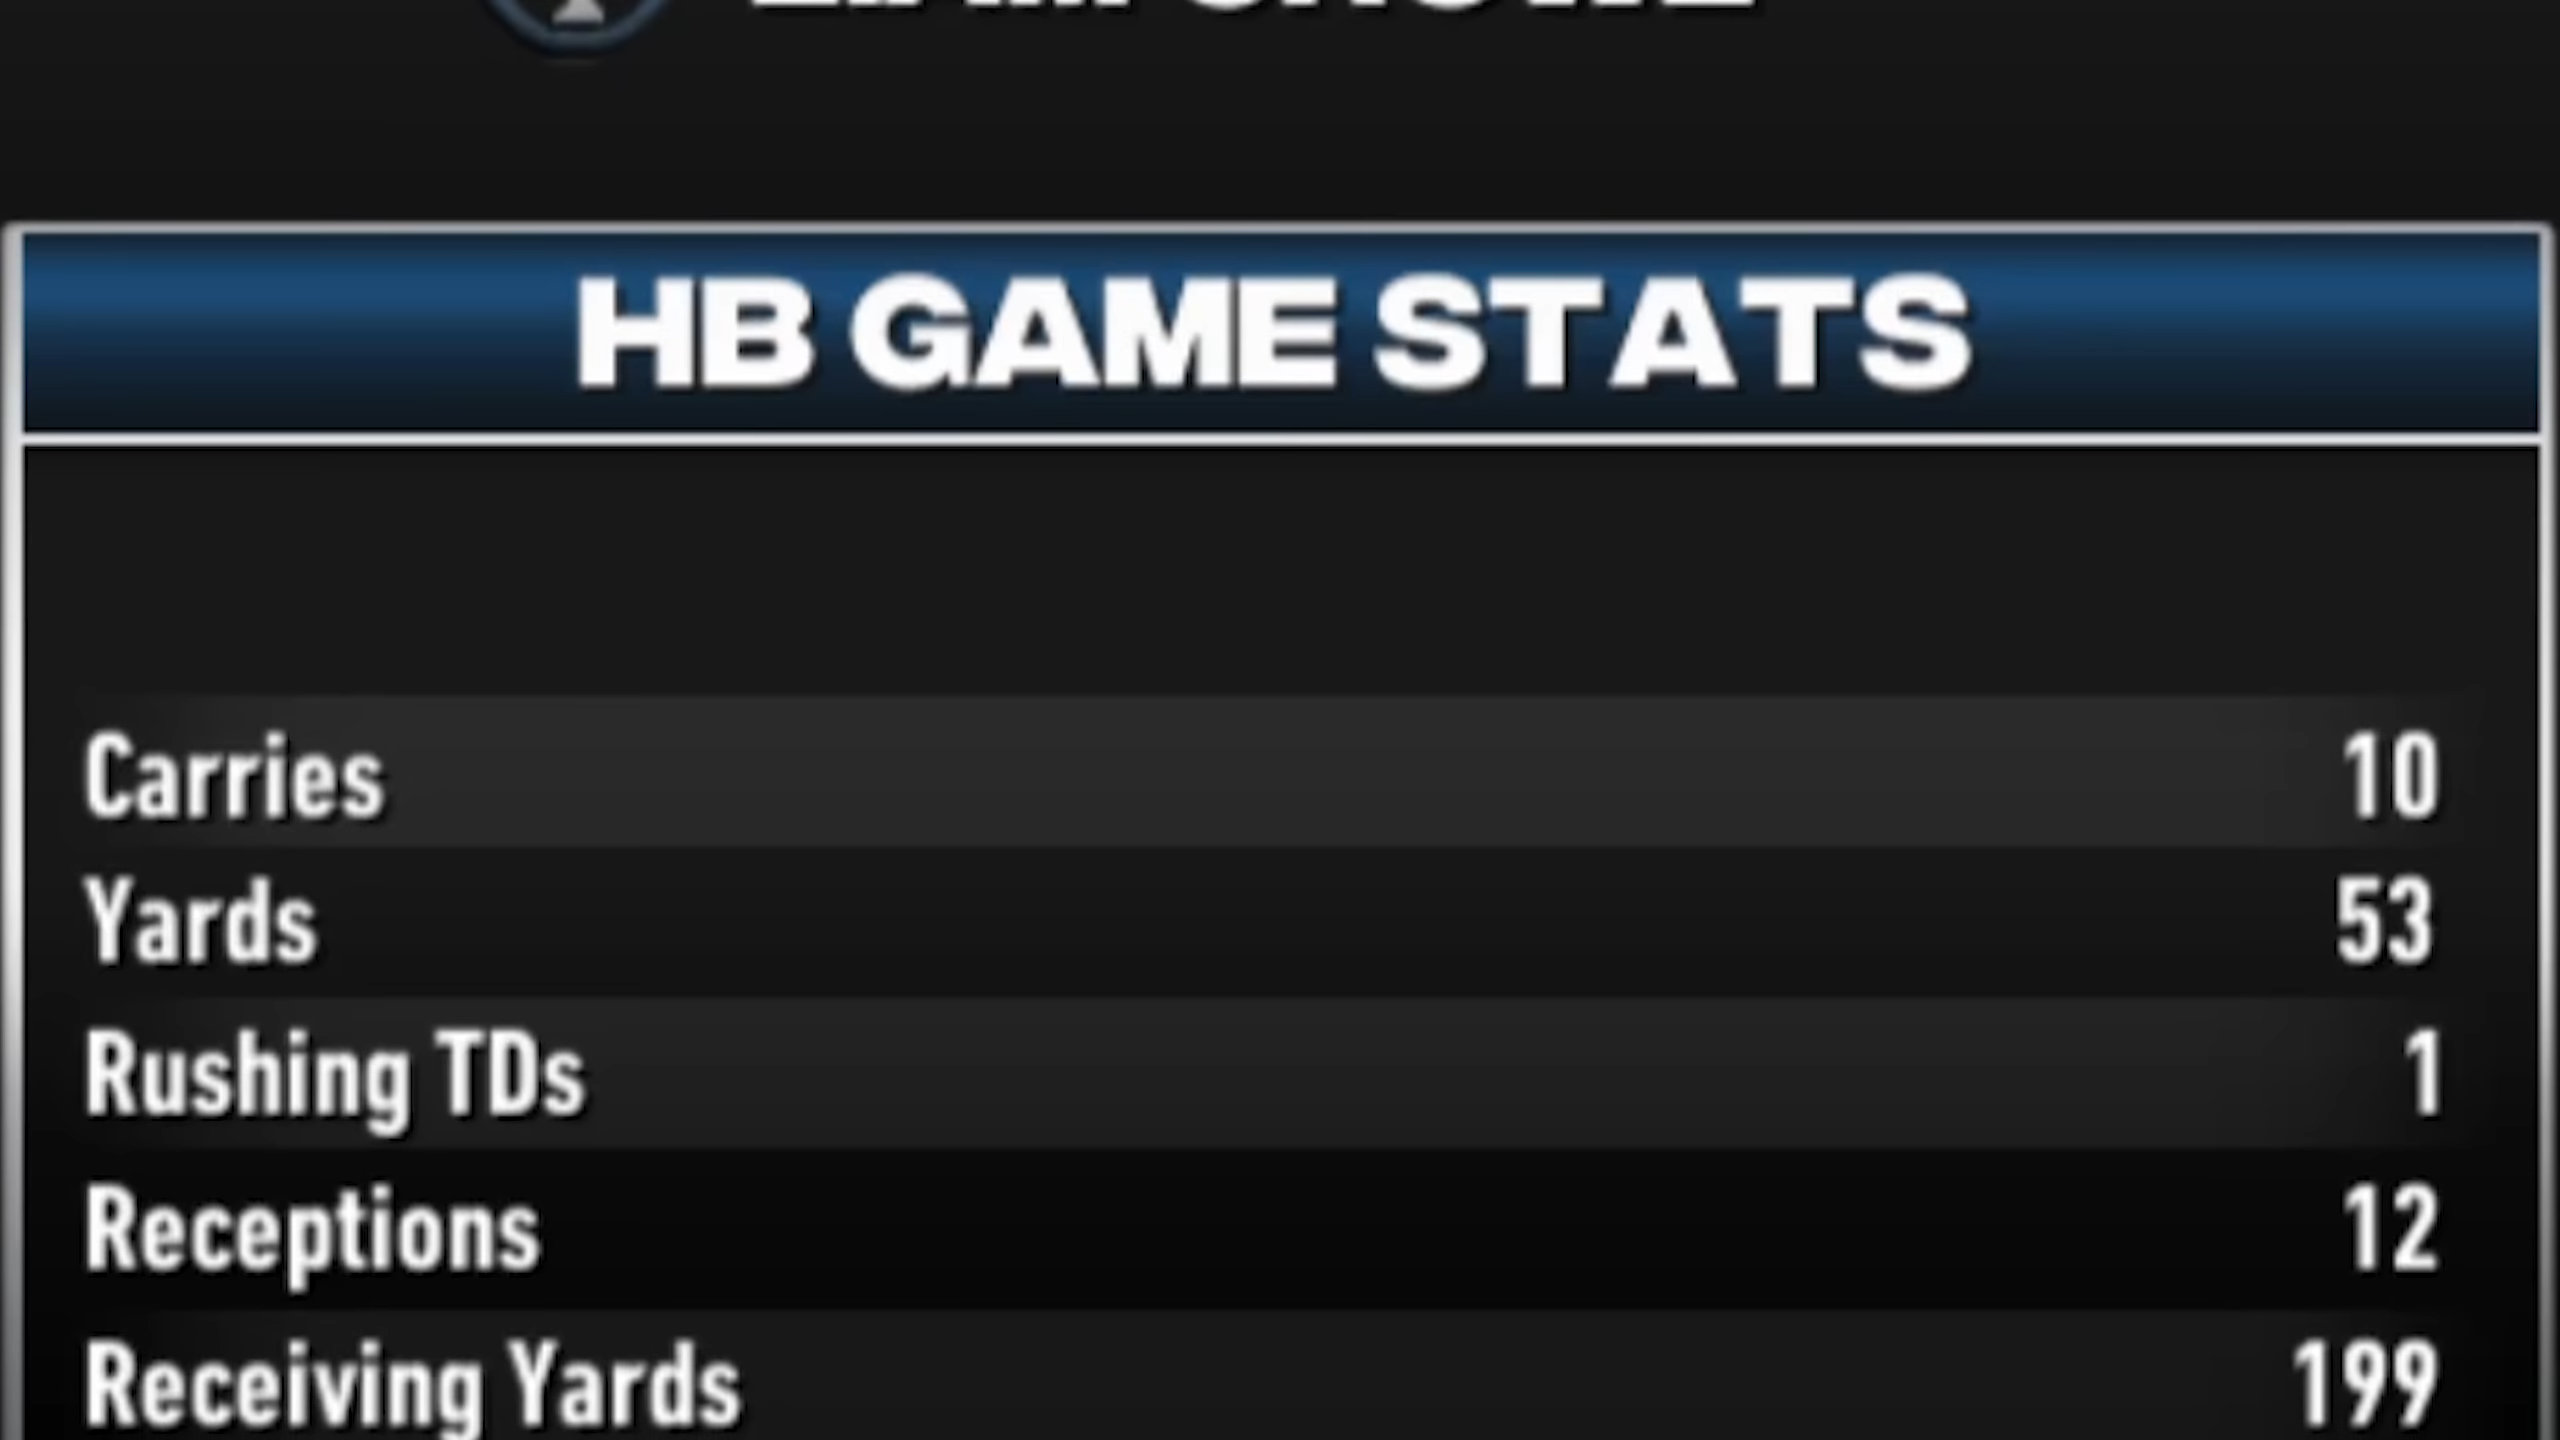 HB GAME STATS
Carries 10
Yards 53
Rushing TDs 1
Receptions 12
Receiving Yards 199